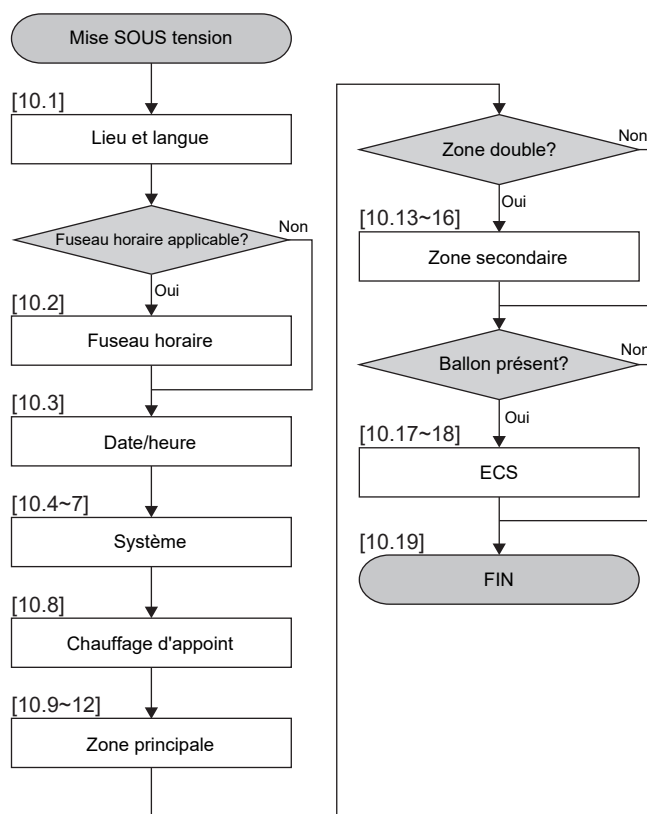 Mise SOUS tension
[10.1]
Lieu et langue
Fuseau horaire applicable?
Non
Oui
[10.2]
Fuseau horaire
[10.3]
Date/heure
[10.4~7]
Système
[10.8]
Chauffage d'appoint
[10.9~12]
Zone principale
Zone double?
Non
Oui
[10.13~16]
Zone secondaire
Ballon présent?
Non
Oui
[10.17~18]
ECS
[10.19]
FIN